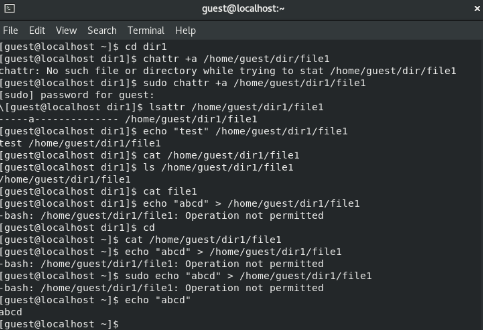 guest@localhost:~
File Edit View Search Terminal Help
[guest@localhost ~]$ cd dir1
[guest@localhost dir1]$ chattr +a /home/guest/dir/file1
chattr: No such file or directory while trying to stat /home/guest/dir/file1
[guest@localhost dir1]$ sudo chattr +a /home/guest/dir1/file1
[sudo] password for guest:
\[guest@localhost dir1]$ lsattr /home/guest/dir1/file1
-----a-------------- /home/guest/dir1/file1
[guest@localhost dir1]$ echo "test" /home/guest/dir1/file1
test /home/guest/dir1/file1
[guest@localhost dir1]$ cat /home/guest/dir1/file1
[guest@localhost dir1]$ ls /home/guest/dir1/file1
/home/guest/dir1/file1
[guest@localhost dir1]$ cat file1
[guest@localhost dir1]$ echo "abcd" > /home/guest/dir1/file1
-bash: /home/guest/dir1/file1: Operation not permitted
[guest@localhost dir1]$ cd
[guest@localhost ~]$ cat /home/guest/dir1/file1
[guest@localhost ~]$ echo "abcd" > /home/guest/dir1/file1
-bash: /home/guest/dir1/file1: Operation not permitted
[guest@localhost ~]$ sudo echo "abcd" > /home/guest/dir1/file1
-bash: /home/guest/dir1/file1: Operation not permitted
[guest@localhost ~]$ echo "abcd"
abcd
[guest@localhost ~]$